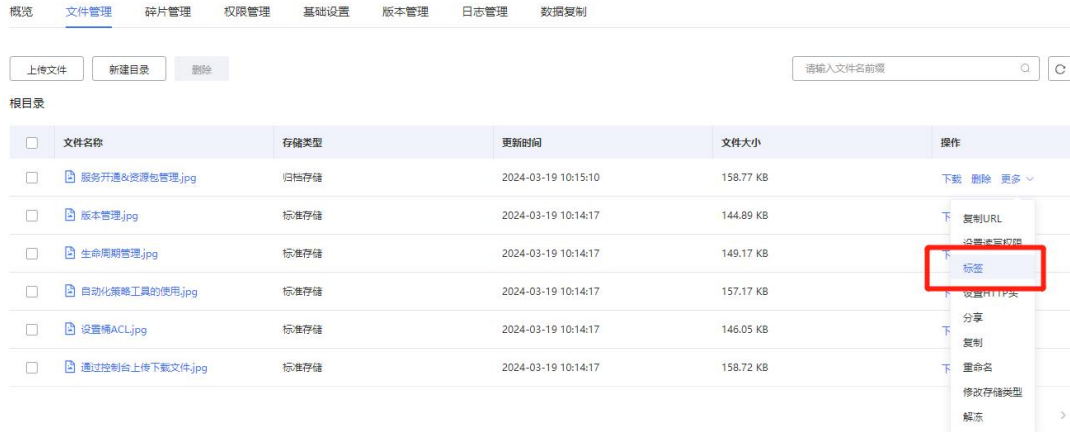 概览 文件管理 碎片管理 权限管理 基础设置 版本管理 日志管理 数据复制
上传文件 新建目录 删除 请输入文件名前缀
根目录
文件名称 存储类型 更新时间 文件大小 操作
服务开通&资源包管理.jpg 归档存储 2024-03-19 10:15:10 158.77 KB 下载 删除 更多
版本管理.jpg 标准存储 2024-03-19 10:14:17 144.89 KB 下
生命周期管理.jpg 标准存储 2024-03-19 10:14:17 149.17 KB 下
自动化策略工具的使用.jpg 标准存储 2024-03-19 10:14:17 157.17 KB 下
设置桶ACL.jpg 标准存储 2024-03-19 10:14:17 146.05 KB 下
通过控制台上传下载文件.jpg 标准存储 2024-03-19 10:14:17 158.72 KB 下
复制URL
设置读写权限
标签
设置HTTP头
分享
复制
重命名
修改存储类型
解冻